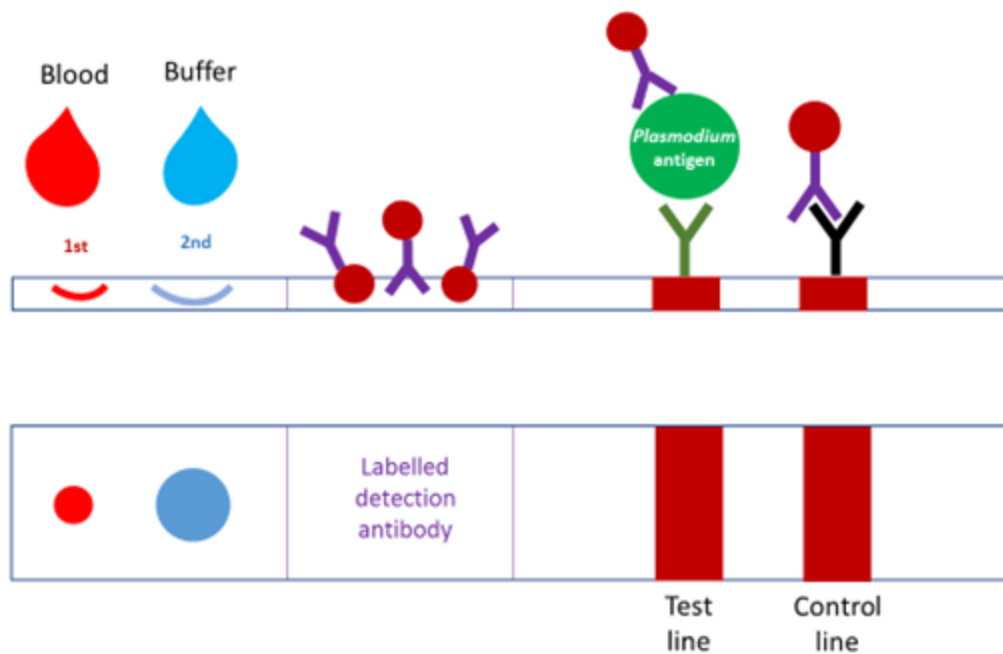 Blood
Buffer
1st
2nd
Plasmodium
antigen
Labelled
detection
antibody
Test
line
Control
line